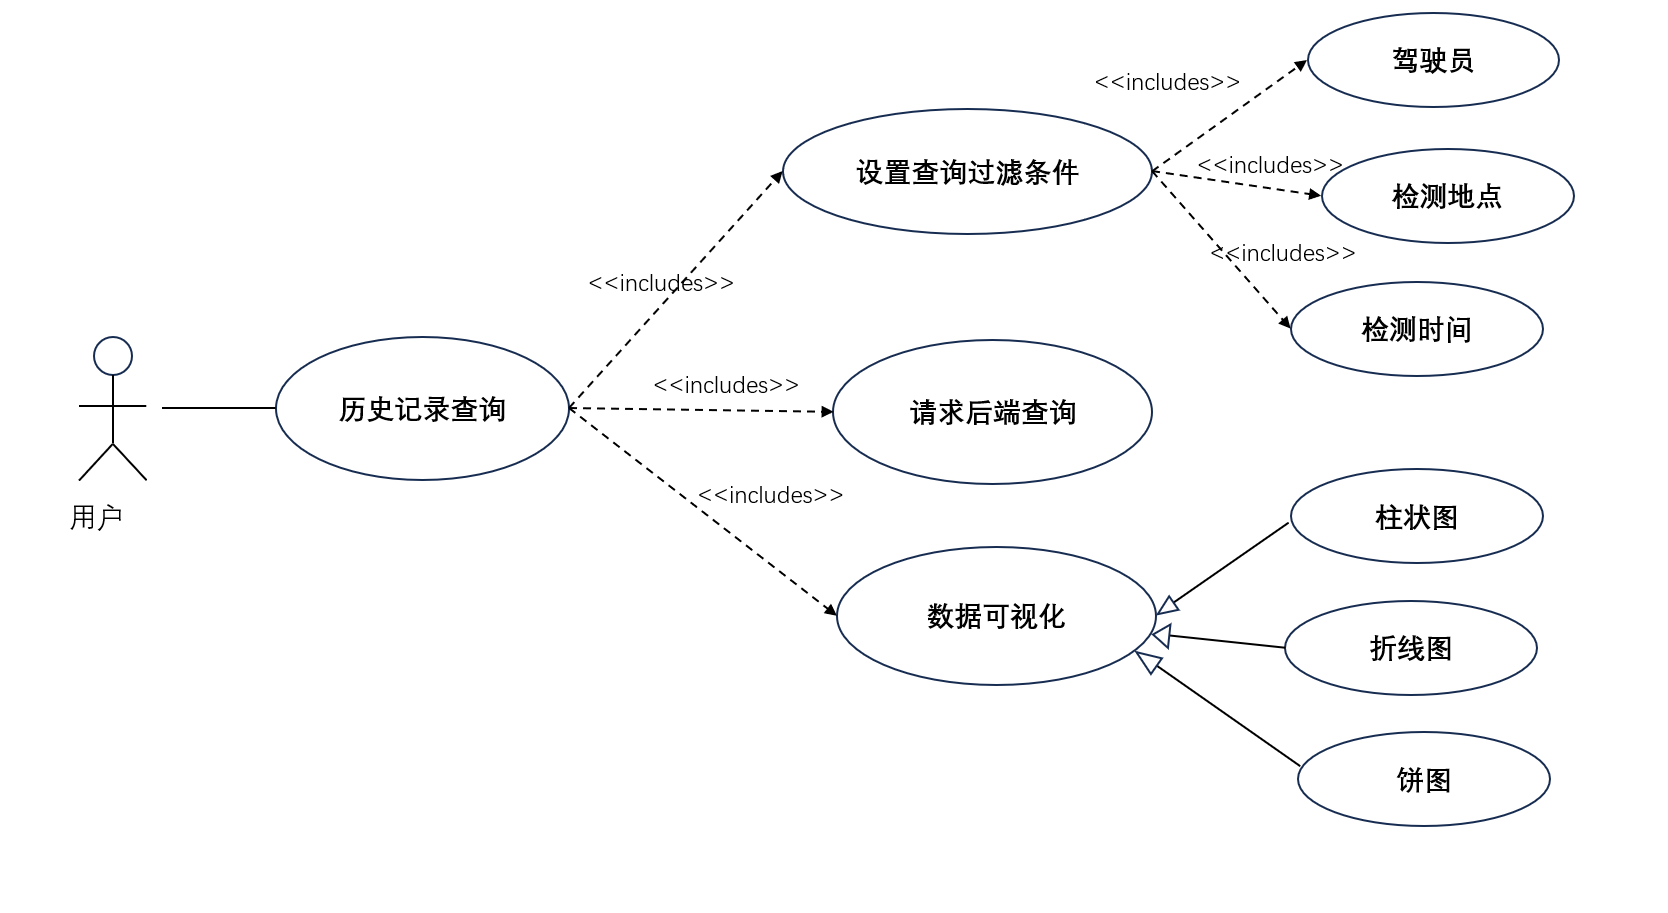 驾驶员
<<includes>>
<<includes>>
设置查询过滤条件
检测地点
<<includes>>
<<includes>>
检测时间
<<includes>>
历史记录查询
请求后端查询
<<includes>>
用户
柱状图
数据可视化
折线图
饼图